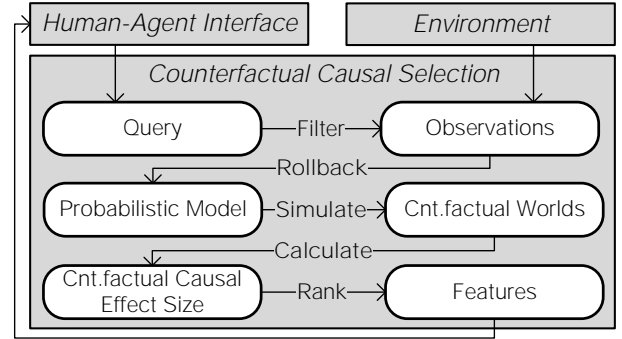 Human-Agent Interface
Environment
Counterfactual Causal Selection
Query
Filter
Observations
Rollback
Probabilistic Model
Simulate
Cnt.factual Worlds
Calculate
Cnt.factual Causal
Effect Size
Rank
Features